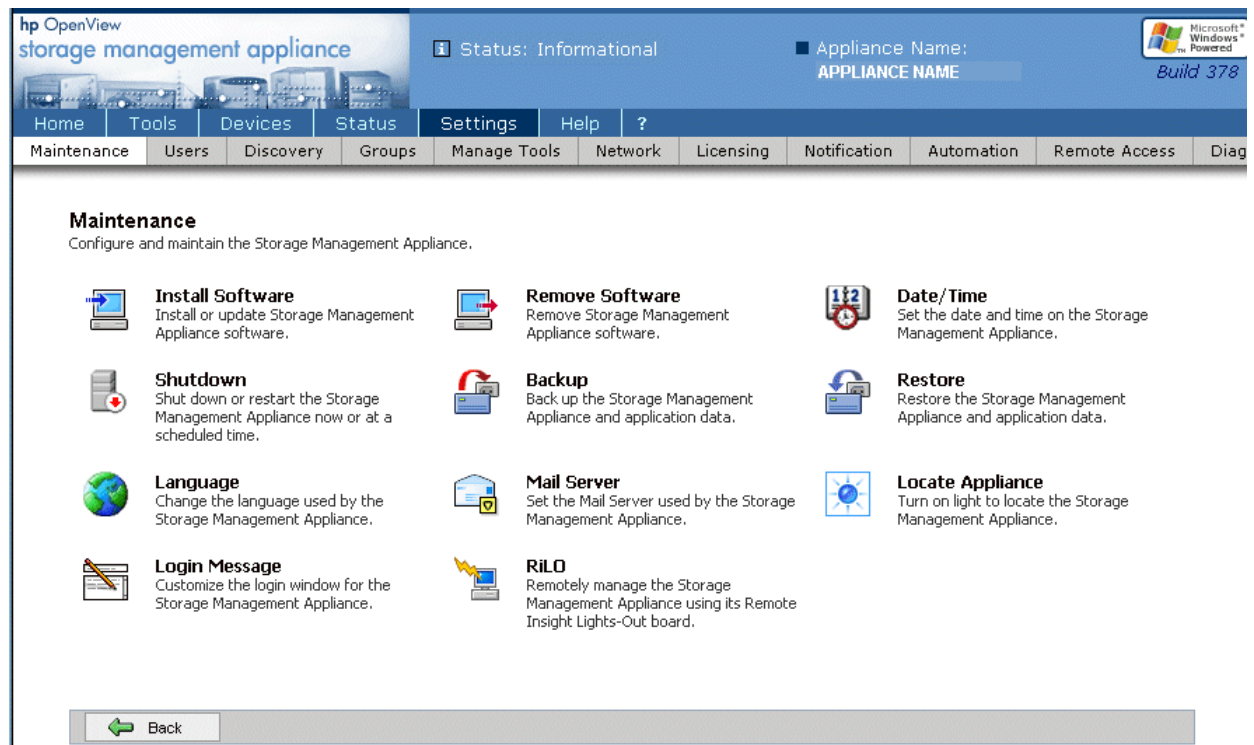 hp OpenView
storage management appliance
i Status: Informational
Appliance Name:
APPLIANCE NAME
Microsoft®
Windows®
TM Powered
Build 378
Home Tools Devices Status Settings Help ?
Maintenance Users Discovery Groups Manage Tools Network Licensing Notification Automation Remote Access Diag
Maintenance
Configure and maintain the Storage Management Appliance.
Install Software
Install or update Storage Management
Appliance software.
Remove Software
Remove Storage Management
Appliance software.
1 2
Date/Time
Set the date and time on the Storage
Management Appliance.
Shutdown
Shut down or restart the Storage
Management Appliance now or at a
scheduled time.
Backup
Back up the Storage Management
Appliance and application data.
Restore
Restore the Storage Management
Appliance and application data.
Language
Change the language used by the
Storage Management Appliance.
Mail Server
Set the Mail Server used by the Storage
Management Appliance.
Locate Appliance
Turn on light to locate the Storage
Management Appliance.
Login Message
Customize the login window for the
Storage Management Appliance.
RiLO
Remotely manage the Storage
Management Appliance using its Remote
Insight Lights-Out board.
Back